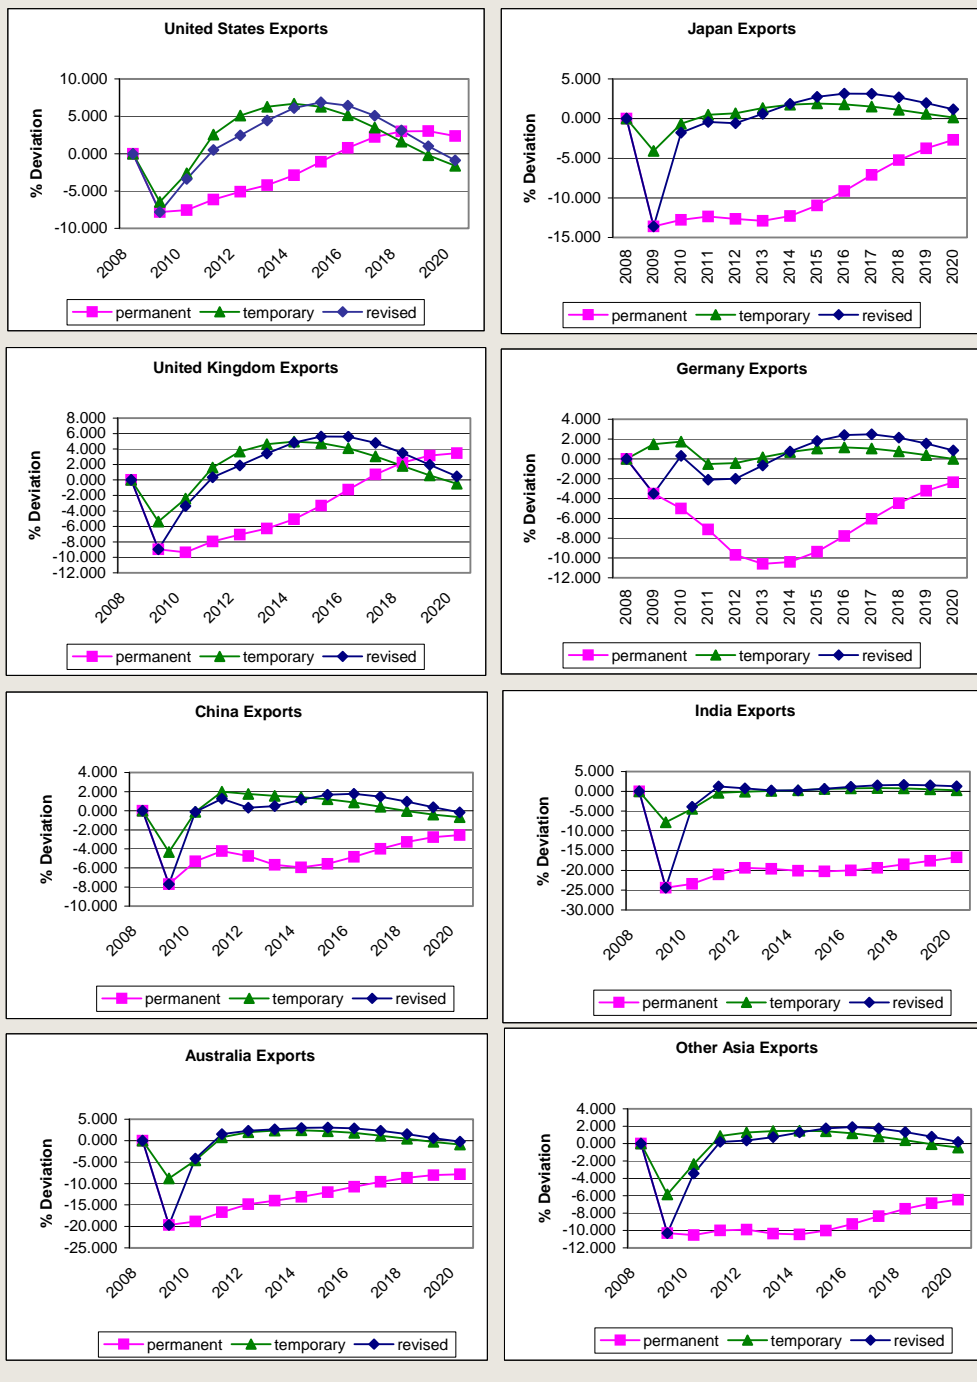 United States Exports
10.000
5.000
0.000
-5.000
-10.000
% Deviation
2008 2010 2012 2014 2016 2018 2020
permanent temporary revised
Japan Exports
5.000
0.000
-5.000
-10.000
-15.000
% Deviation
2008 2009 2010 2011 2012 2013 2014 2015 2016 2017 2018 2019 2020
permanent temporary revised
United Kingdom Exports
8.000
6.000
4.000
2.000
0.000
-2.000
-4.000
-6.000
-8.000
-10.000
-12.000
% Deviation
2008 2010 2012 2014 2016 2018 2020
permanent temporary revised
Germany Exports
4.000
2.000
0.000
-2.000
-4.000
-6.000
-8.000
-10.000
-12.000
% Deviation
2008 2009 2010 2011 2012 2013 2014 2015 2016 2017 2018 2019 2020
permanent temporary revised
China Exports
4.000
2.000
0.000
-2.000
-4.000
-6.000
-8.000
-10.000
% Deviation
2008 2010 2012 2014 2016 2018 2020
permanent temporary revised
India Exports
5.000
0.000
-5.000
-10.000
-15.000
-20.000
-25.000
-30.000
% Deviation
2008 2010 2012 2014 2016 2018 2020
permanent temporary revised
Australia Exports
5.000
0.000
-5.000
-10.000
-15.000
-20.000
-25.000
% Deviation
2008 2010 2012 2014 2016 2018 2020
permanent temporary revised
Other Asia Exports
4.000
2.000
0.000
-2.000
-4.000
-6.000
-8.000
-10.000
-12.000
% Deviation
2008 2010 2012 2014 2016 2018 2020
permanent temporary revised